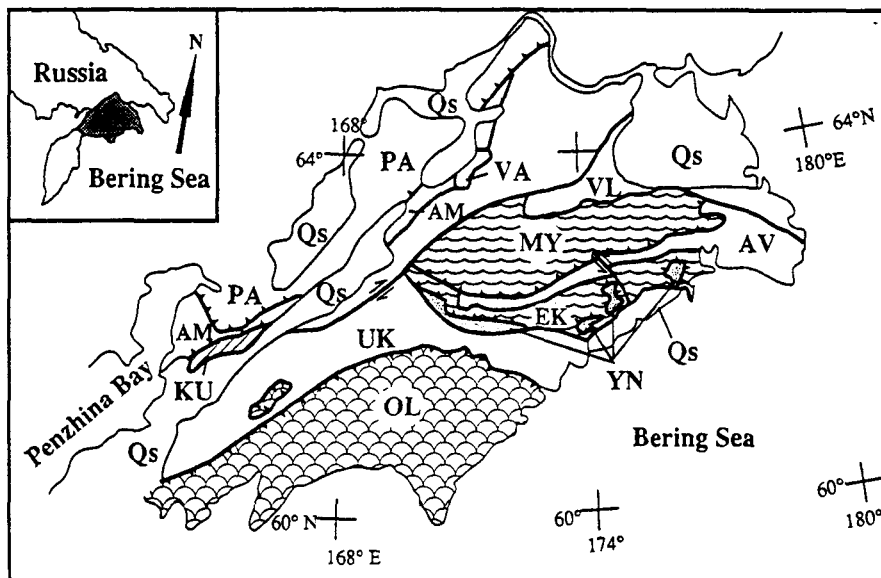 Russia
N
Bering Sea
Qs
168°
64°
PA
VA
AM
Qs
VL
Qs
64°N
180°E
MY
AV
Qs
PA
AM
KU
UK
EK
Qs
YN
OL
Penzhina Bay
Qs
Bering Sea
60° N
168° E
60°
174°
60°
180°